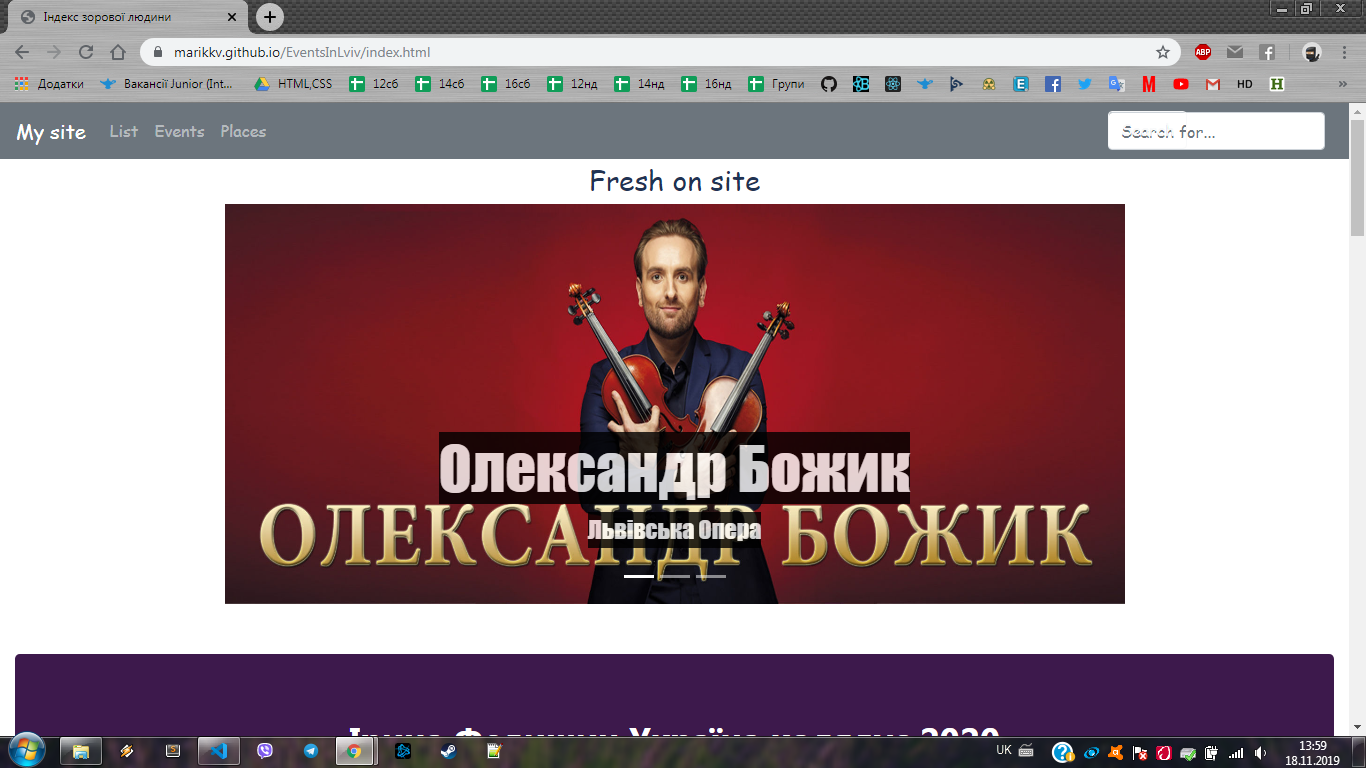 Індекс зорової людини
marikkv.github.io/EventsInLviv/index.html
ABP
Додатки
Вакансії Junior (Int...
HTML,CSS
12сб
14сб
16сб
12нд
14нд
16нд
Групи
HD
My site
List
Events
Places
Search for...
Fresh on site
Олександр Божик
Львівська Опера
ОЛЕКСАНДР БОЖИК
UK
13:59
18.11.2019